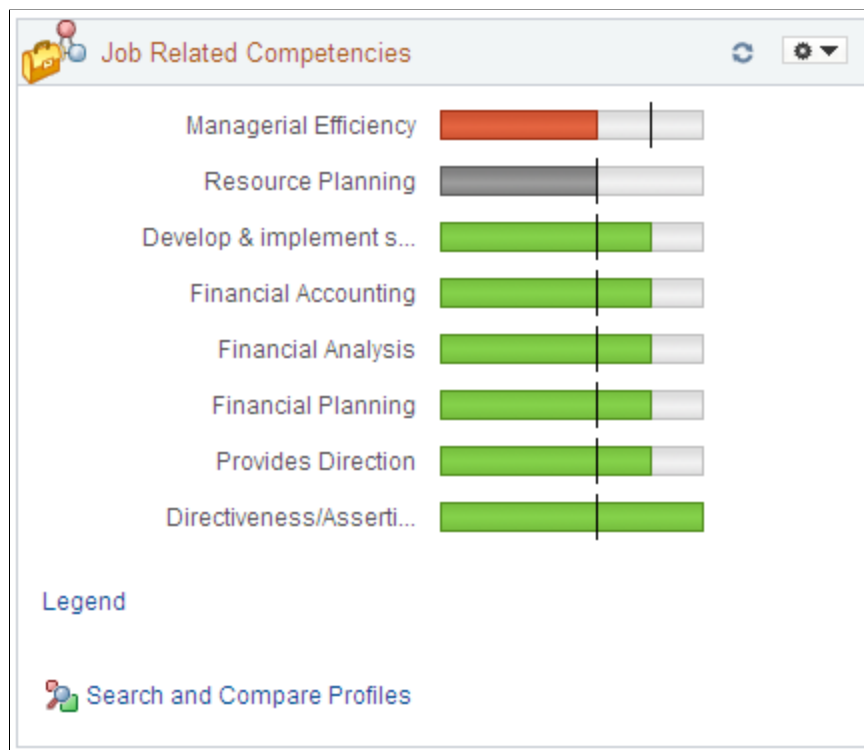 Job Related Competencies
Managerial Efficiency
Resource Planning
Develop & implement s...
Financial Accounting
Financial Analysis
Financial Planning
Provides Direction
Directiveness/Asserti...
Legend
Search and Compare Profiles